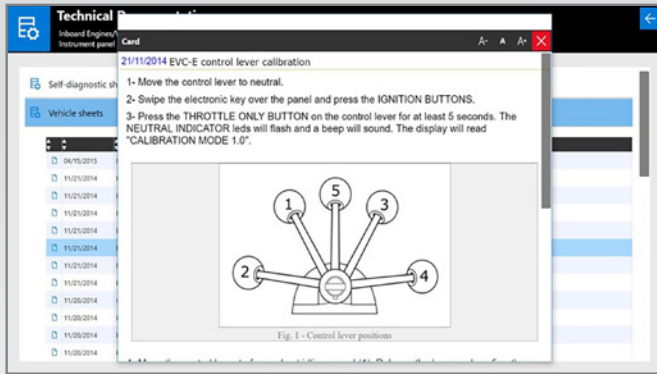 Technical
Inboard Engines/
Instrument panel
Card
A- A A+
21/11/2014 EVC-E control lever calibration
1- Move the control lever to neutral.
2- Swipe the electronic key over the panel and press the IGNITION BUTTONS.
3- Press the THROTTLE ONLY BUTTON on the control lever for at least 5 seconds. The
NEUTRAL INDICATOR leds will flash and a beep will sound. The display will read
"CALIBRATION MODE 1.0".
Self-diagnostic sh
Vehicle sheets
04/15/2015
11/21/2014
11/21/2014
11/21/2014
11/21/2014
11/21/2014
11/21/2014
11/21/2014
11/20/2014
11/20/2014
11/20/2014
11/20/2014
1
5
3
2
4
Fig. 1 - Control lever positions